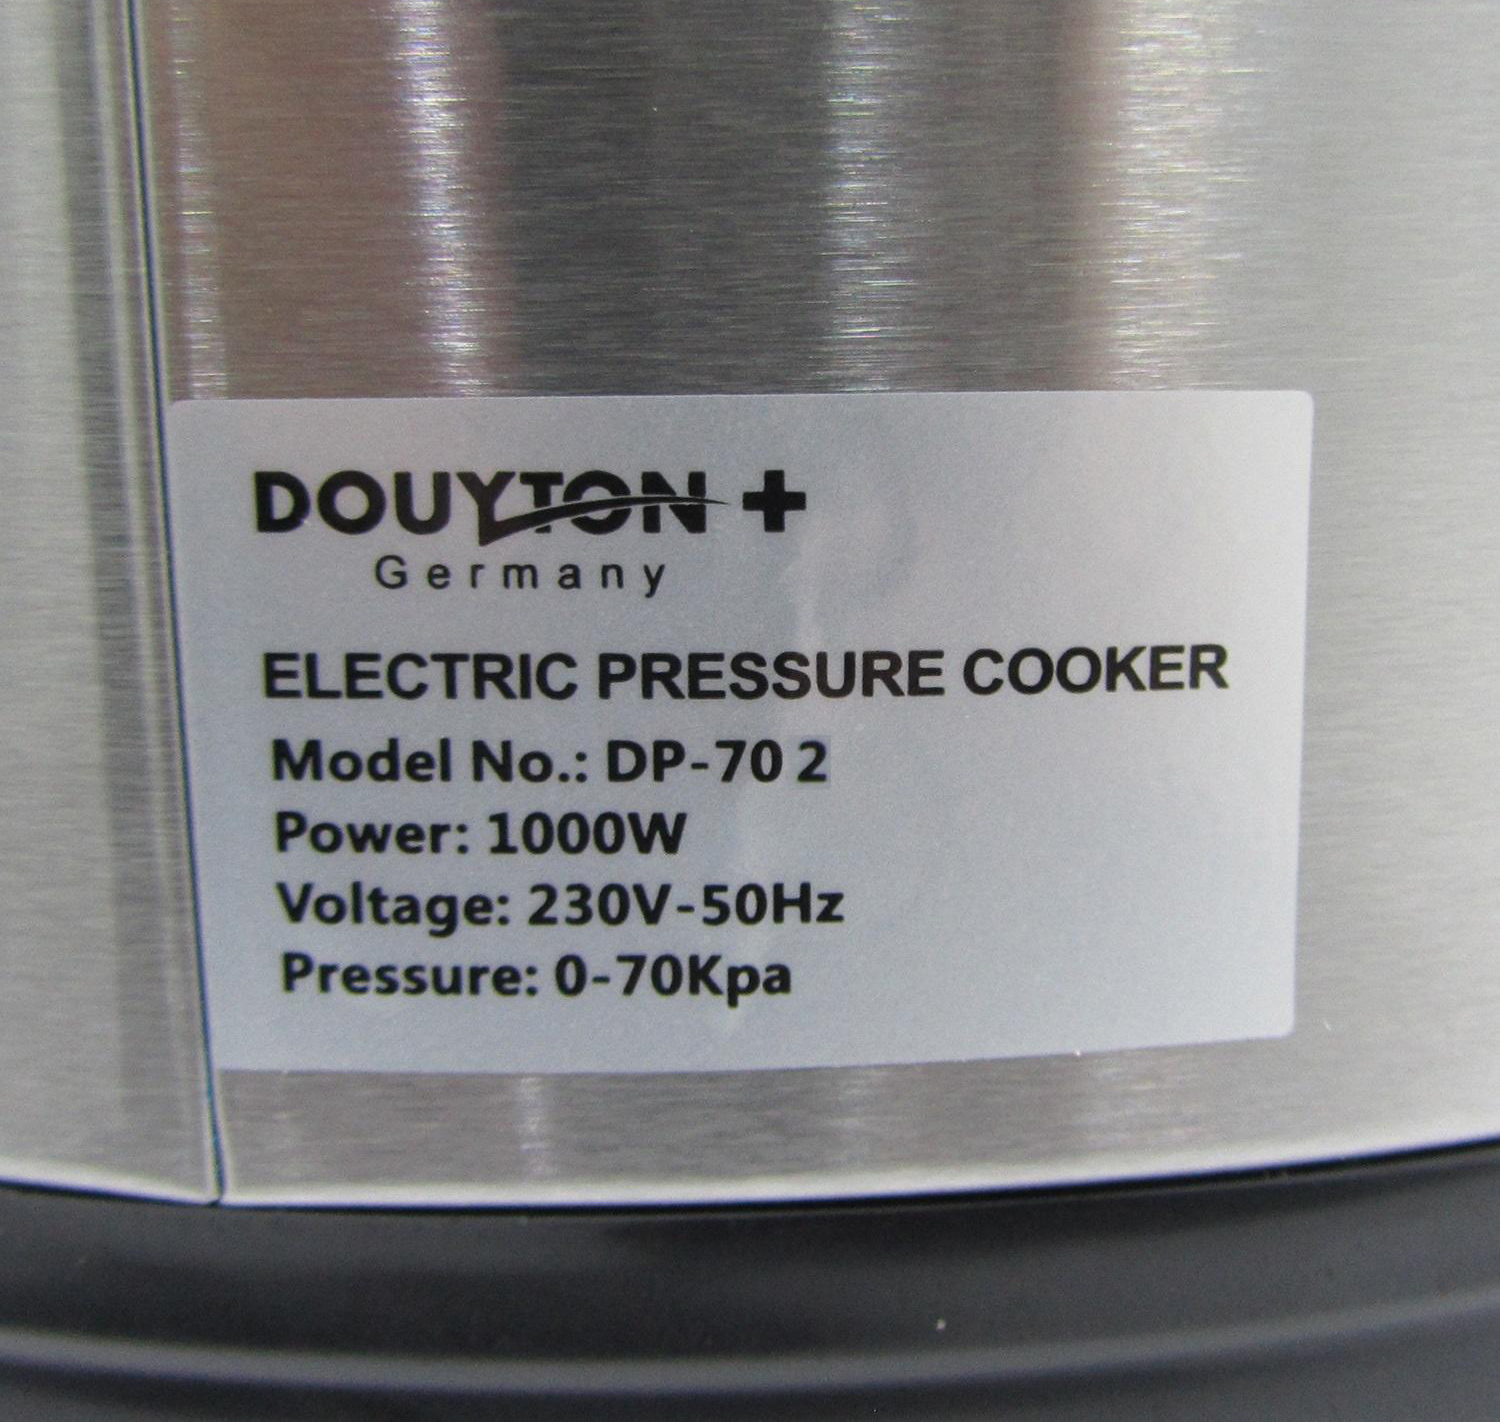 DOUYTON +
Germany
ELECTRIC PRESSURE COOKER
Model No.: DP-70 2
Power: 1000W
Voltage: 230V-50Hz
Pressure: 0-70Kpa